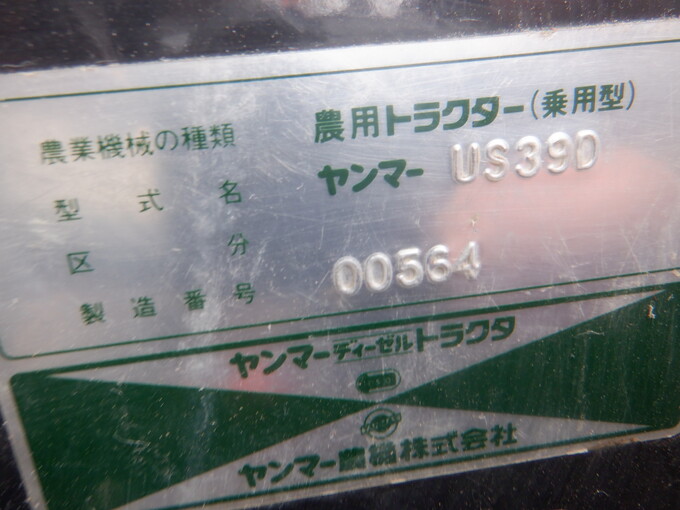 農業機械の種類 農用トラクター(乗用型)
型式名 ヤンマー US39D
区分
製造番号 00564
ヤンマーディーゼルトラクタ
ヤンマー農機株式会社